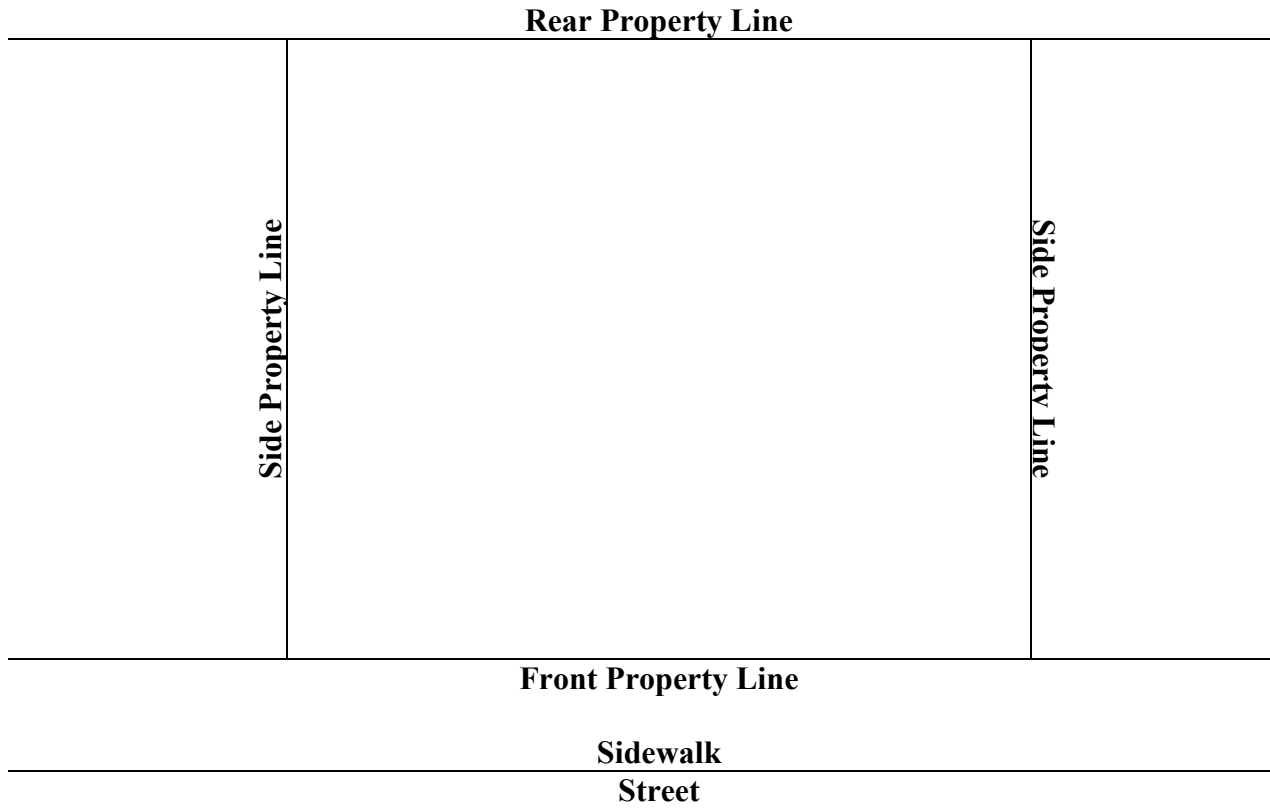 Rear Property Line
Side Property Line
Side Property Line
Front Property Line
Sidewalk
Street